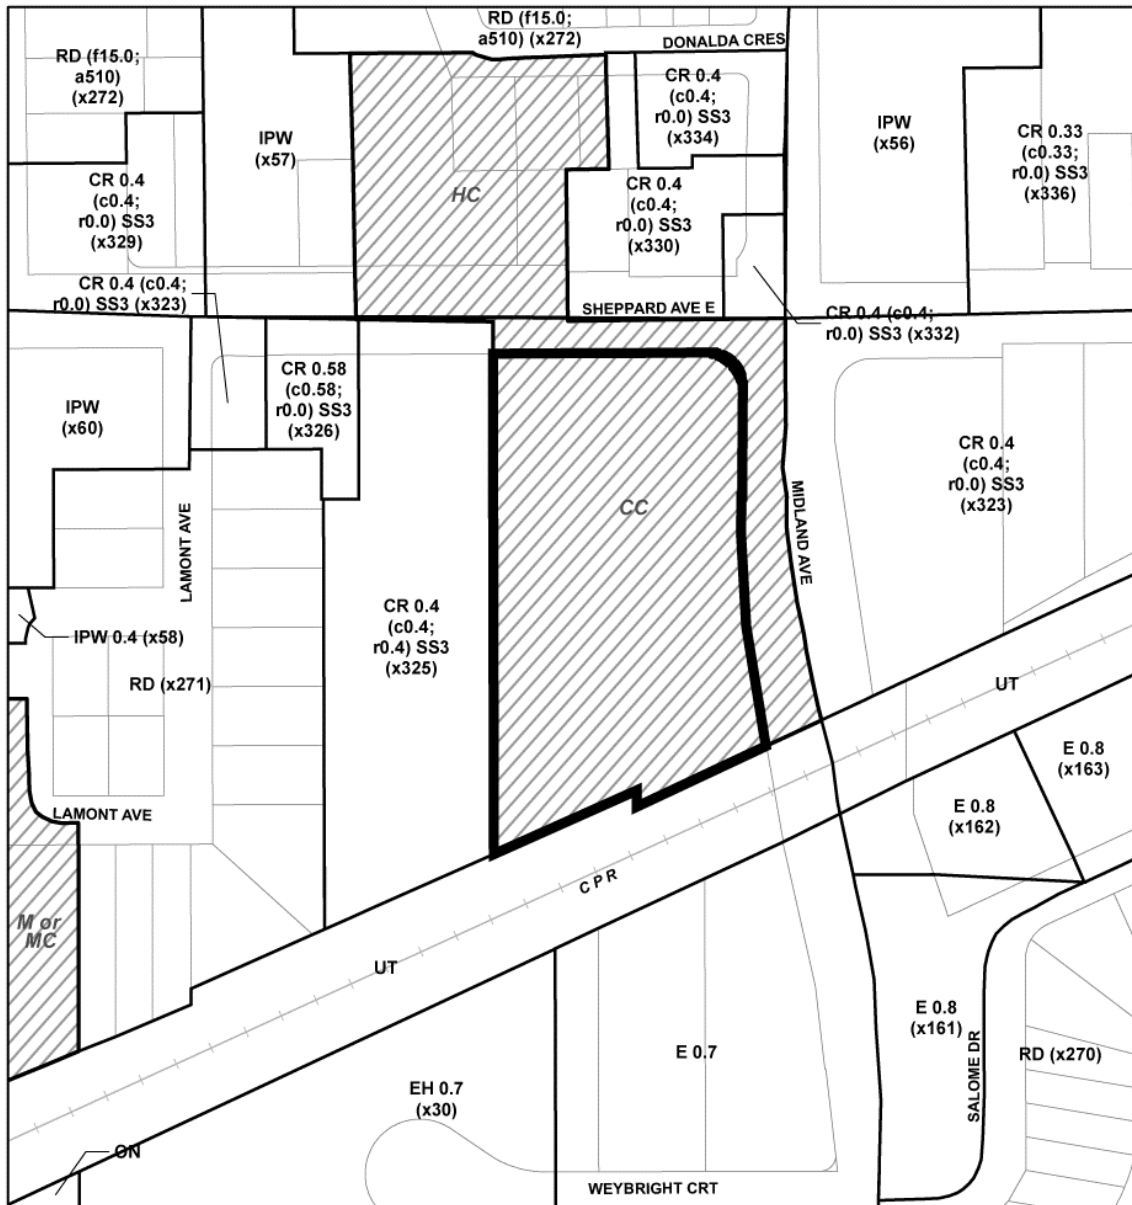 RD (f15.0;
a510) (x272)
DONALDA CRES
RD (f15.0;
a510)
(x272)
CR 0.4
(c0.4;
r0.0) SS3
(x334)
IPW
(x57)
IPW
(x56)
CR 0.33
(c0.33;
r0.0) SS3
(x336)
CR 0.4
(c0.4;
r0.0) SS3
(x329)
HC
CR 0.4
(c0.4;
r0.0) SS3
(x330)
CR 0.4 (c0.4;
r0.0) SS3 (x323)
SHEPPARD AVE E
CR 0.4 (c0.4;
r0.0) SS3 (x332)
CR 0.58
(c0.58;
r0.0) SS3
(x326)
IPW
(x60)
CR 0.4
(c0.4;
r0.0) SS3
(x323)
CC
MIDLAND AVE
LAMONT AVE
CR 0.4
(c0.4;
r0.4) SS3
(x325)
IPW 0.4 (x58)
RD (x271)
UT
E 0.8
(x163)
LAMONT AVE
E 0.8
(x162)
CPR
M or
MC
UT
E 0.8
(x161)
SALOME DR
RD (x270)
E 0.7
EH 0.7
(x30)
ON
WEYBRIGHT CRT